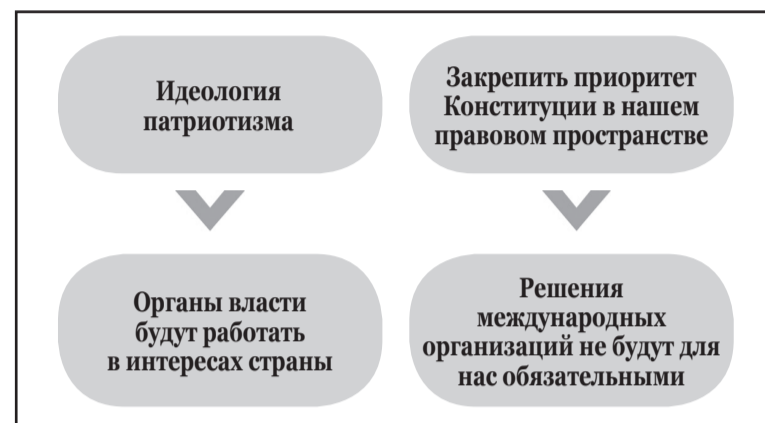 Идеология
патриотизма
Закрепить приоритет
Конституции в нашем
правовом пространстве
Органы власти
будут работать
в интересах страны
Решения
международных
организаций не будут для
нас обязательными